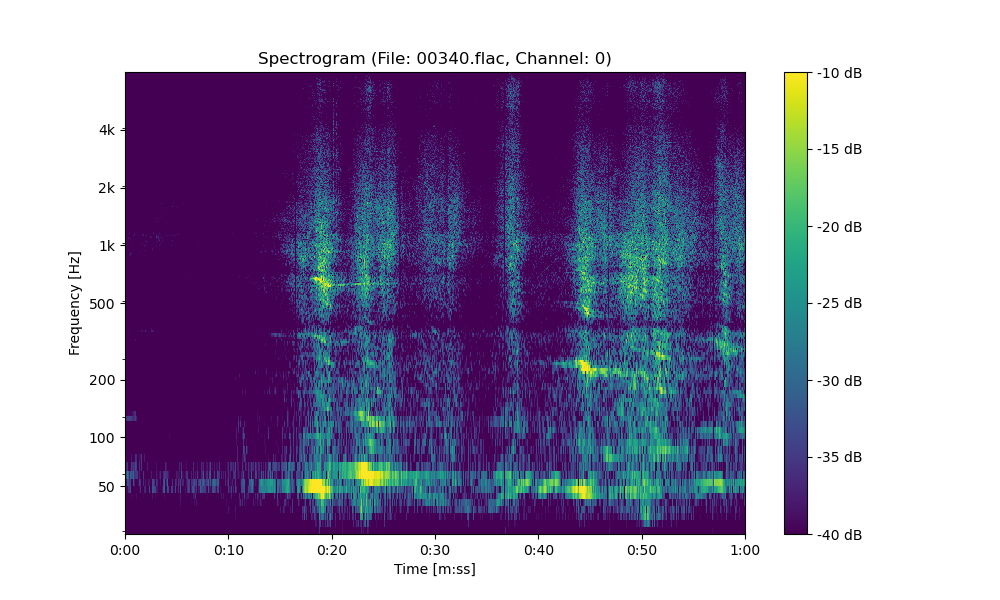 Spectrogram (File: 00340.flac, Channel: 0)
4k
2k
1k
500
200
100
50
Frequency [Hz]
0:00
0:10
0:20
0:30
0:40
0:50
1:00
Time [m:ss]
-10 dB
-15 dB
-20 dB
-25 dB
-30 dB
-35 dB
-40 dB